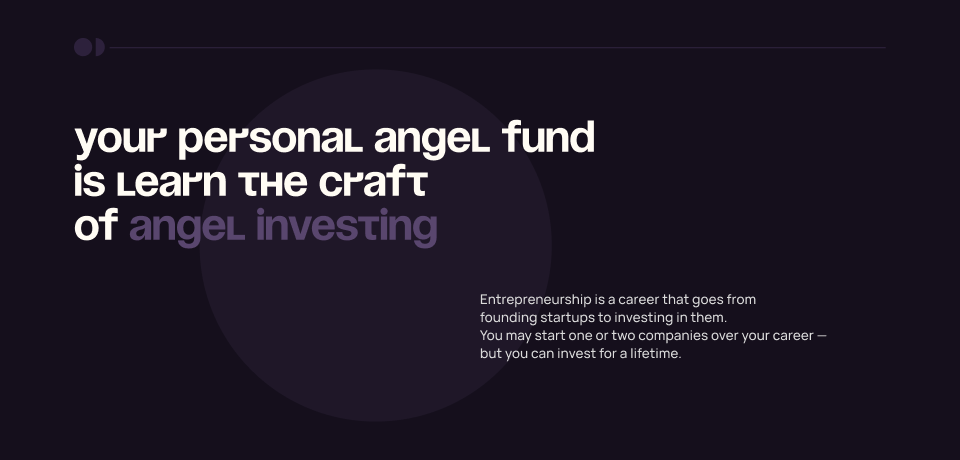 your personal angel fund
is learn the craft
of angel investing
Entrepreneurship is a career that goes from
founding startups to investing in them.
You may start one or two companies over your career —
but you can invest for a lifetime.